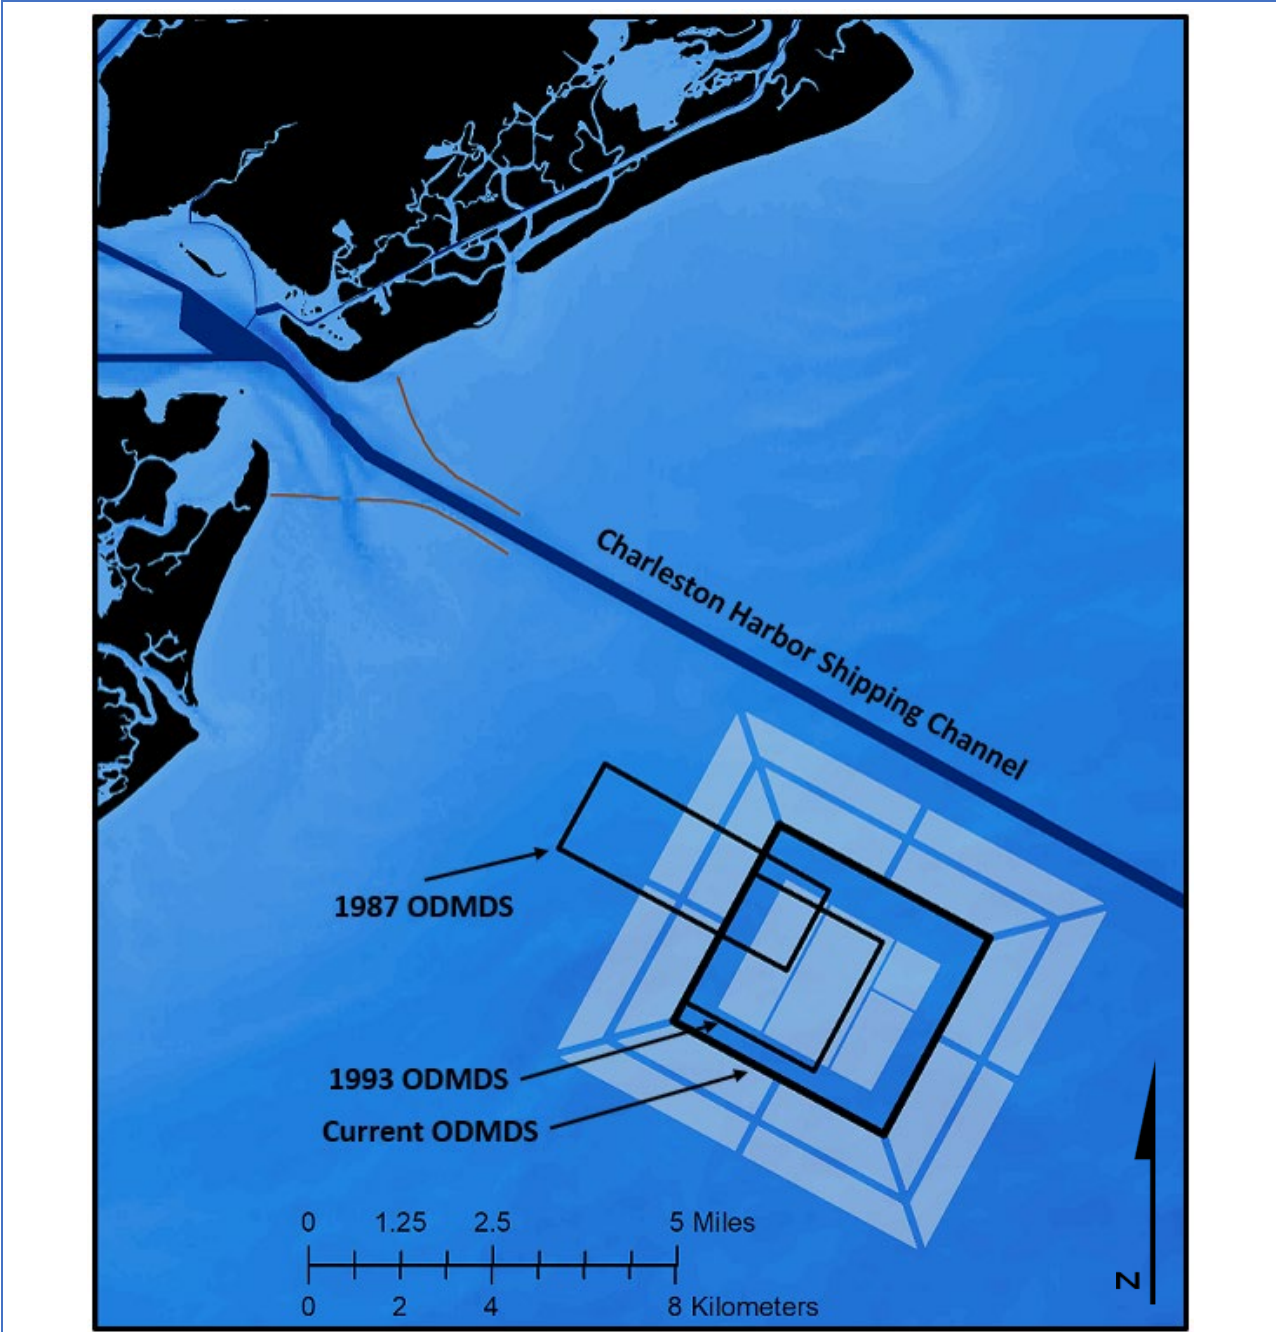 Charleston Harbor Shipping Channel
1987 ODMDS
1993 ODMDS
Current ODMDS
0 1.25 2.5 5 Miles
0 2 4 8 Kilometers
N